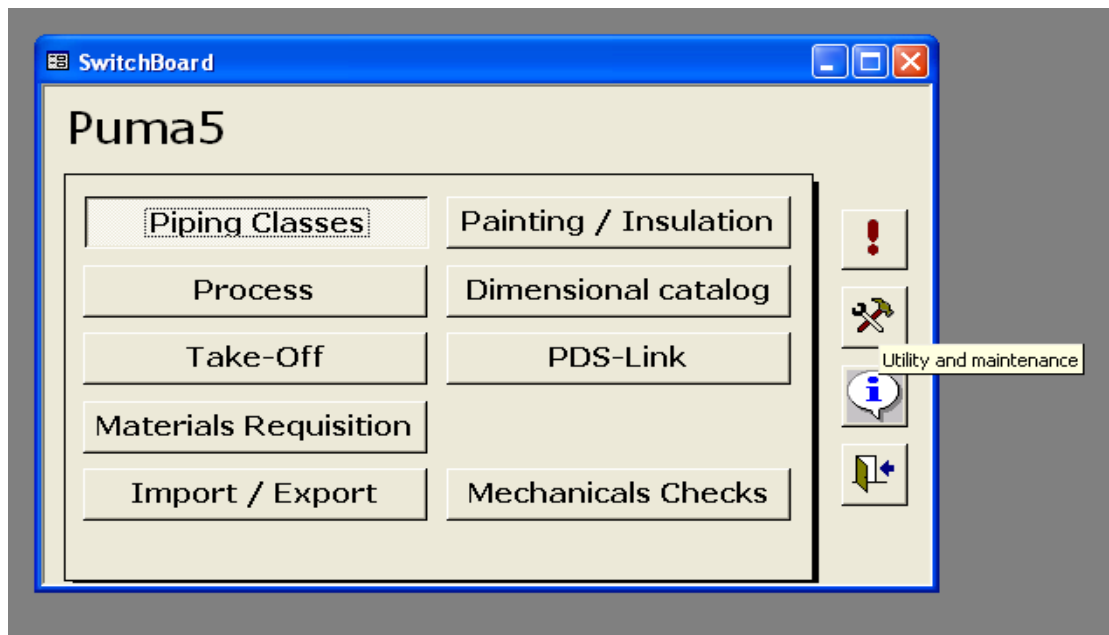 SwitchBoard
Puma5
Piping Classes
Painting / Insulation
Process
Dimensional catalog
Take-Off
PDS-Link
Utility and maintenance
Materials Requisition
Import / Export
Mechanicals Checks